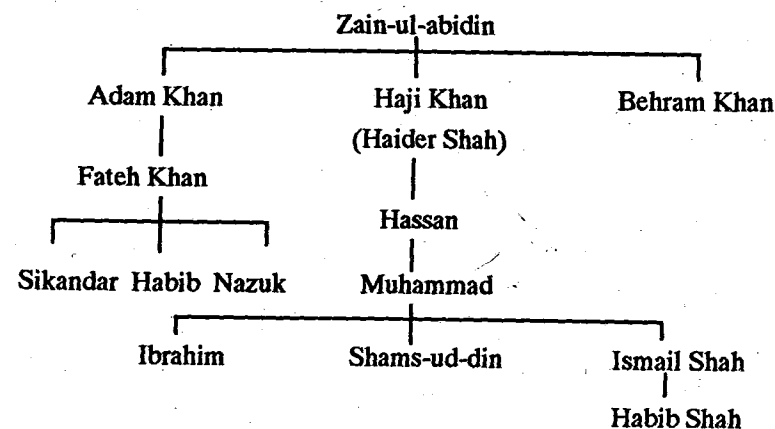 Zain-ul-abidin
Adam Khan Haji Khan Behram Khan
(Haider Shah)
Fateh Khan
Hassan
Sikandar Habib Nazuk Muhammad
Ibrahim Shams-ud-din Ismail Shah
Habib Shah